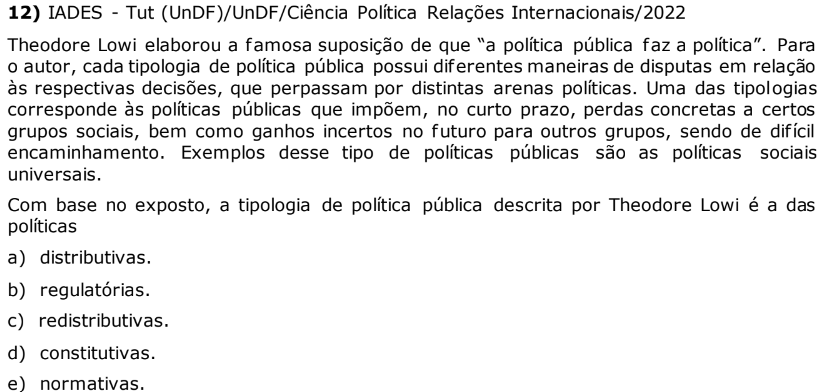 12) IADES - Tut (UnDF)/UnDF/Ciência Política Relações Internacionais/2022
Theodore Lowi elaborou a famosa suposição de que “a política pública faz a política”. Para
o autor, cada tipologia de política pública possui diferentes maneiras de disputas em relação
às respectivas decisões, que perpassam por distintas arenas políticas. Uma das tipologias
corresponde às políticas públicas que impõem, no curto prazo, perdas concretas a certos
grupos sociais, bem como ganhos incertos no futuro para outros grupos, sendo de difícil
encaminhamento. Exemplos desse tipo de políticas públicas são as políticas sociais
universais.
Com base no exposto, a tipologia de política pública descrita por Theodore Lowi é a das
políticas
a) distributivas.
b) regulatórias.
c) redistributivas.
d) constitutivas.
e) normativas.